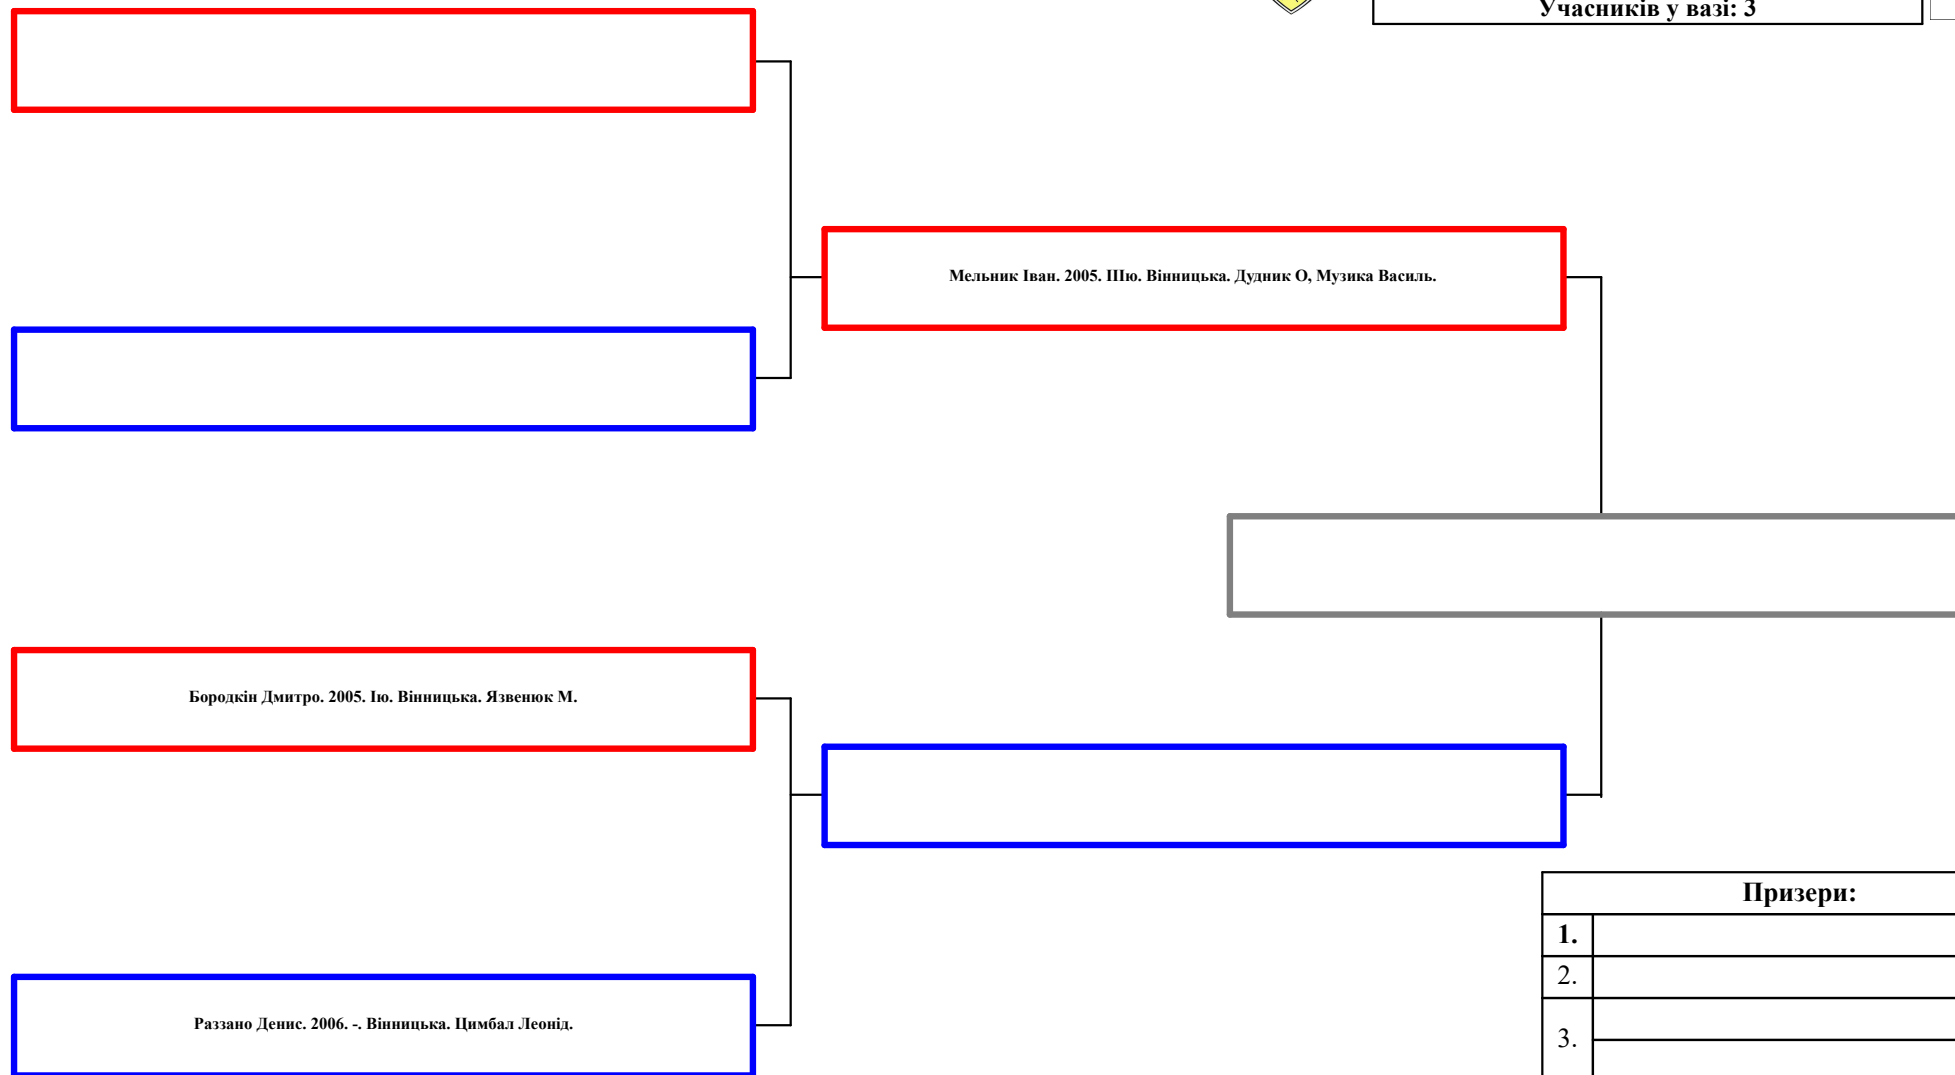 Учасників у вазі: 3
Мельник Іван. 2005. ІІІю. Вінницька. Дудник О, Музика Василь.
Бородкін Дмитро. 2005. Ію. Вінницька. Язвенюк М.
Раззано Денис. 2006. -. Вінницька. Цимбал Леонід.
Призери:
1.
2.
3.